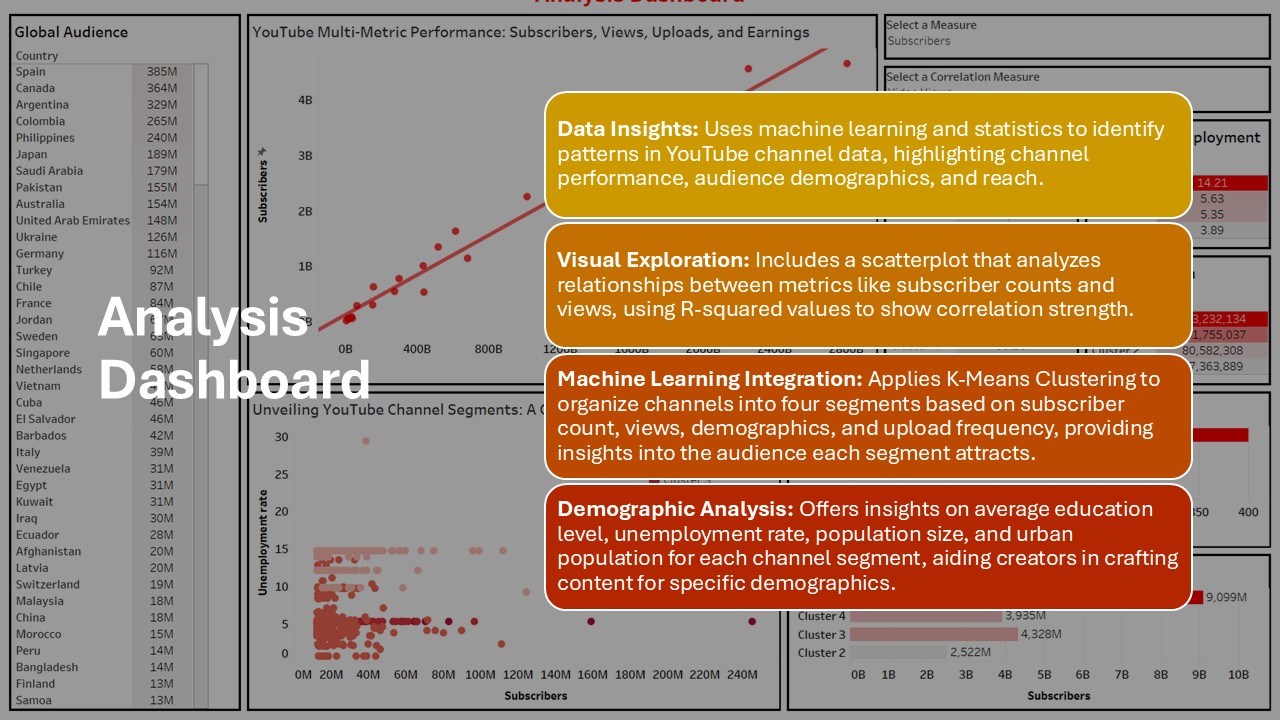 Analysis Dashboard
Global Audience
Country
Spain 385M
Canada 364M
Argentina 329M
Colombia 265M
Philippines 240M
Japan 189M
Saudi Arabia 179M
Pakistan 155M
Australia 154M
United Arab Emirates 148M
Ukraine 126M
Germany 116M
Turkey 92M
Chile 87M
France 84M
Jordan
Sweden
Singapore 60M
Netherlands 58M
Vietnam
Cuba 46M
El Salvador 46M
Barbados 42M
Italy 39M
Venezuela 31M
Egypt 31M
Kuwait 31M
Iraq 30M
Ecuador 28M
Afghanistan 20M
Latvia 20M
Switzerland 19M
Malaysia 18M
China 18M
Morocco 15M
Peru 14M
Bangladesh 14M
Finland 13M
Samoa 13M
Analysis
Dashboard
YouTube Multi-Metric Performance: Subscribers, Views, Uploads, and Earnings
Subscribers
4B
3B
2B
1B
0B 400B 800B 1200B 1600B 2000B 2400B 2800B
Unveiling YouTube Channel Segments: A
Unemployment rate
30
25
20
15
10
5
0
0M 20M 40M 60M 80M 100M 120M 140M 160M 180M 200M 220M 240M
Subscribers
Select a Measure
Subscribers
Select a Correlation Measure
Video Views
Data Insights: Uses machine learning and statistics to identify
patterns in YouTube channel data, highlighting channel
performance, audience demographics, and reach.
Visual Exploration: Includes a scatterplot that analyzes
relationships between metrics like subscriber counts and
views, using R-squared values to show correlation strength.
Machine Learning Integration: Applies K-Means Clustering to
organize channels into four segments based on subscriber
count, views, demographics, and upload frequency, providing
insights into the audience each segment attracts.
Demographic Analysis: Offers insights on average education
level, unemployment rate, population size, and urban
population for each channel segment, aiding creators in crafting
content for specific demographics.
ployment
14.21
5.63
5.35
3.89
3,232,134
1,755,037
Cluster 2 80,582,308
7,363,889
Cluster 3
350 400
9,099M
Cluster 4 3,935M
Cluster 3 4,328M
Cluster 2 2,522M
0B 1B 2B 3B 4B 5B 6B 7B 8B 9B 10B
Subscribers